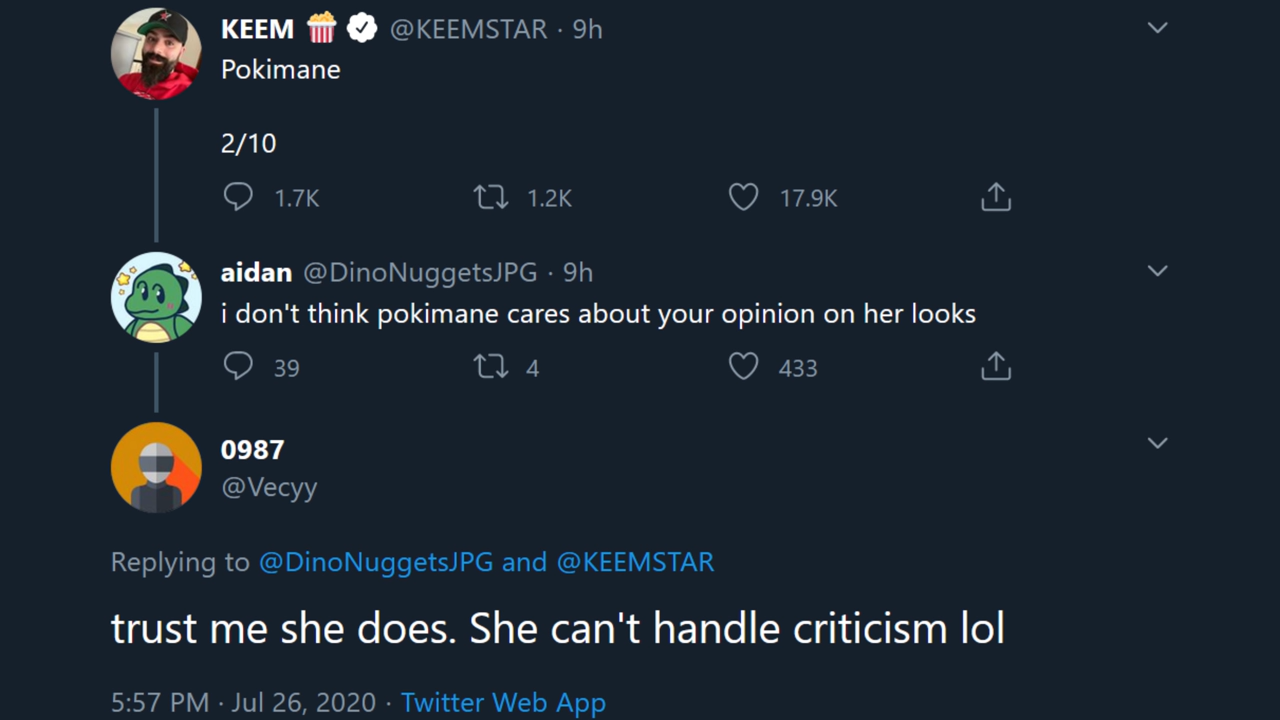 KEEM 🍿 @KEEMSTAR · 9h
Pokimane
2/10
1.7K 1.2K 17.9K
aidan @DinoNuggetsJPG · 9h
i don't think pokimane cares about your opinion on her looks
39 4 433
0987
@Vecyy
Replying to @DinoNuggetsJPG and @KEEMSTAR
trust me she does. She can't handle criticism lol
5:57 PM · Jul 26, 2020 · Twitter Web App